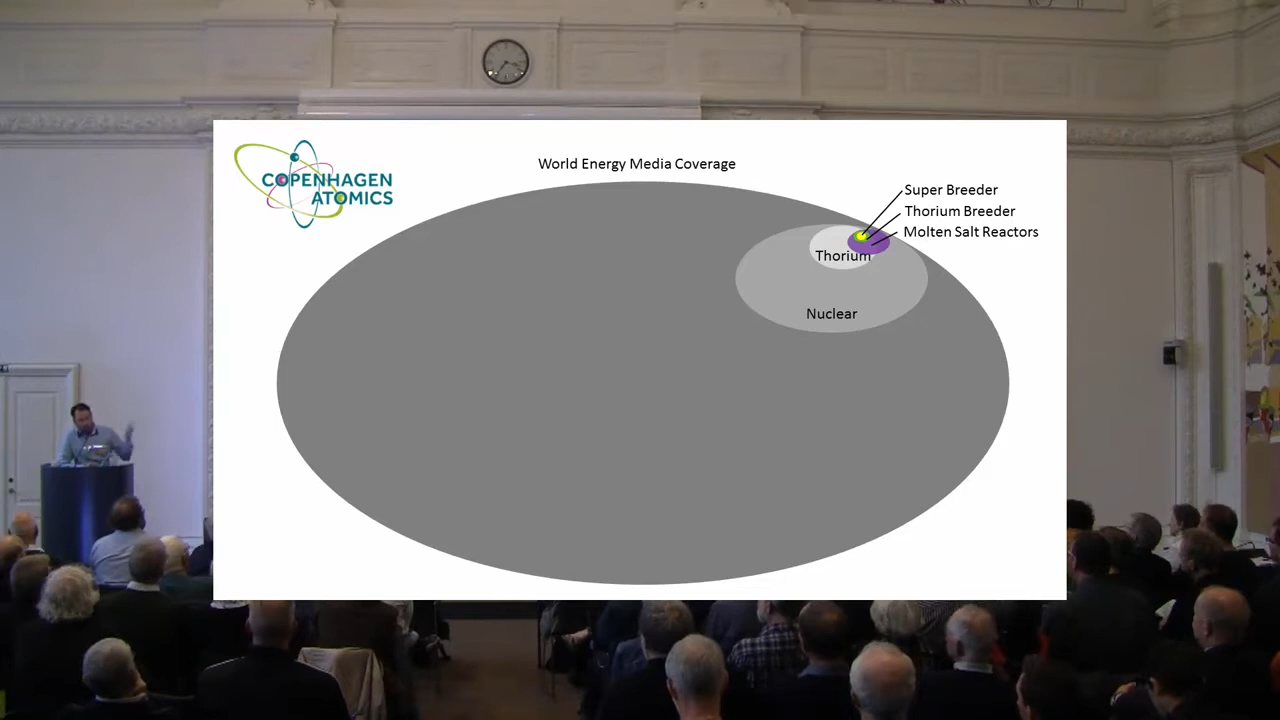 COPENHAGEN
ATOMICS
World Energy Media Coverage
Super Breeder
Thorium Breeder
Molten Salt Reactors
Thorium
Nuclear